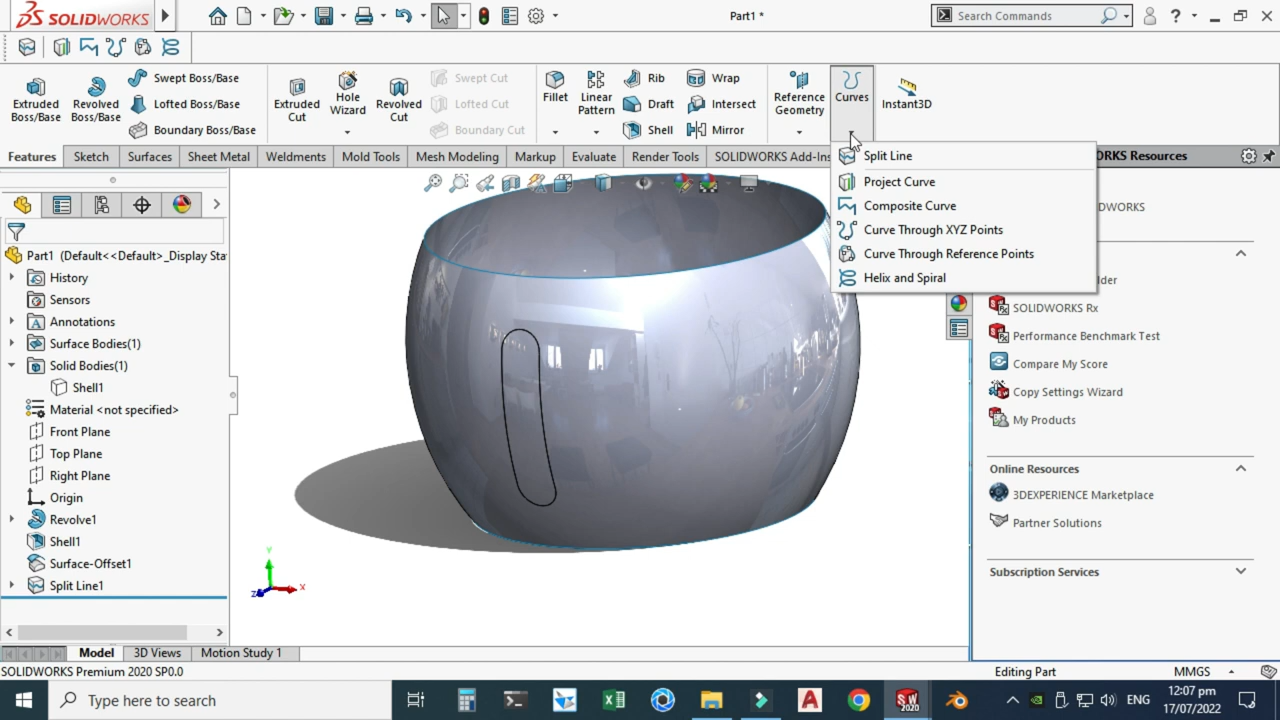 SOLIDWORKS
Part1 *
Search Commands
Extruded Boss/Base
Revolved Boss/Base
Swept Boss/Base
Lofted Boss/Base
Boundary Boss/Base
Extruded Cut
Hole Wizard
Revolved Cut
Swept Cut
Lofted Cut
Boundary Cut
Fillet
Linear Pattern
Rib
Draft
Shell
Wrap
Intersect
Mirror
Reference Geometry
Curves
Instant3D
Features
Sketch
Surfaces
Sheet Metal
Weldments
Mold Tools
Mesh Modeling
Markup
Evaluate
Render Tools
SOLIDWORKS Add-Ins
Split Line
Project Curve
Composite Curve
Curve Through XYZ Points
Curve Through Reference Points
Helix and Spiral
ORKS Resources
DWORKS
lder
SOLIDWORKS Rx
Performance Benchmark Test
Compare My Score
Copy Settings Wizard
My Products
Online Resources
3DEXPERIENCE Marketplace
Partner Solutions
Subscription Services
Part1 (Default<<Default>_Display Sta
History
Sensors
Annotations
Surface Bodies(1)
Solid Bodies(1)
Shell1
Material <not specified>
Front Plane
Top Plane
Right Plane
Origin
Revolve1
Shell1
Surface-Offset1
Split Line1
Y
X
Z
Model
3D Views
Motion Study 1
SOLIDWORKS Premium 2020 SP0.0
Editing Part
MMGS
Type here to search
SW
2020
ENG
12:07 pm
17/07/2022